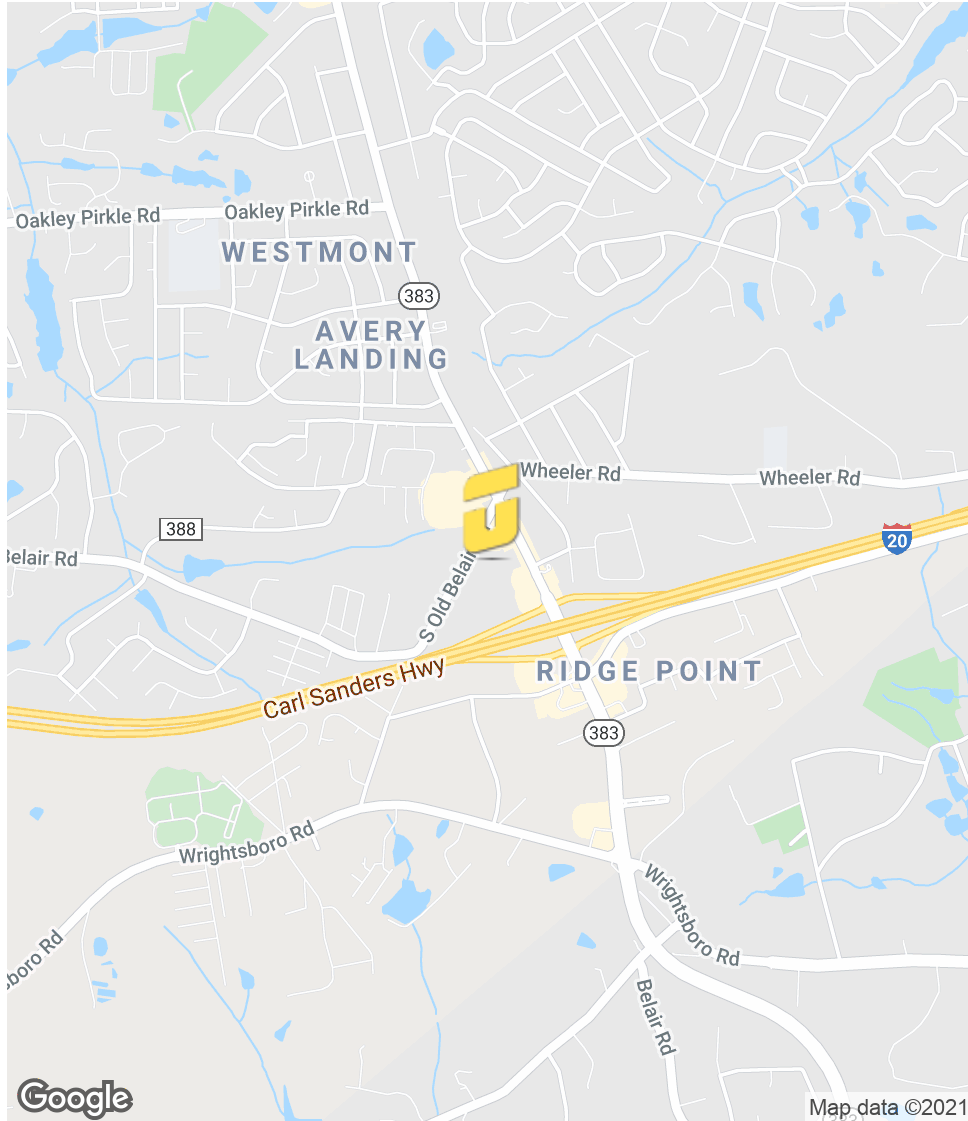 Oakley Pirkle Rd
Oakley Pirkle Rd
WESTMONT
383
AVERY
LANDING
Wheeler Rd
Wheeler Rd
388
20
Belair Rd
S Old Belair
RIDGE POINT
Carl Sanders Hwy
383
Wrightsboro Rd
Wrightsboro Rd
sboro Rd
Belair Rd
Google
Map data ©2021